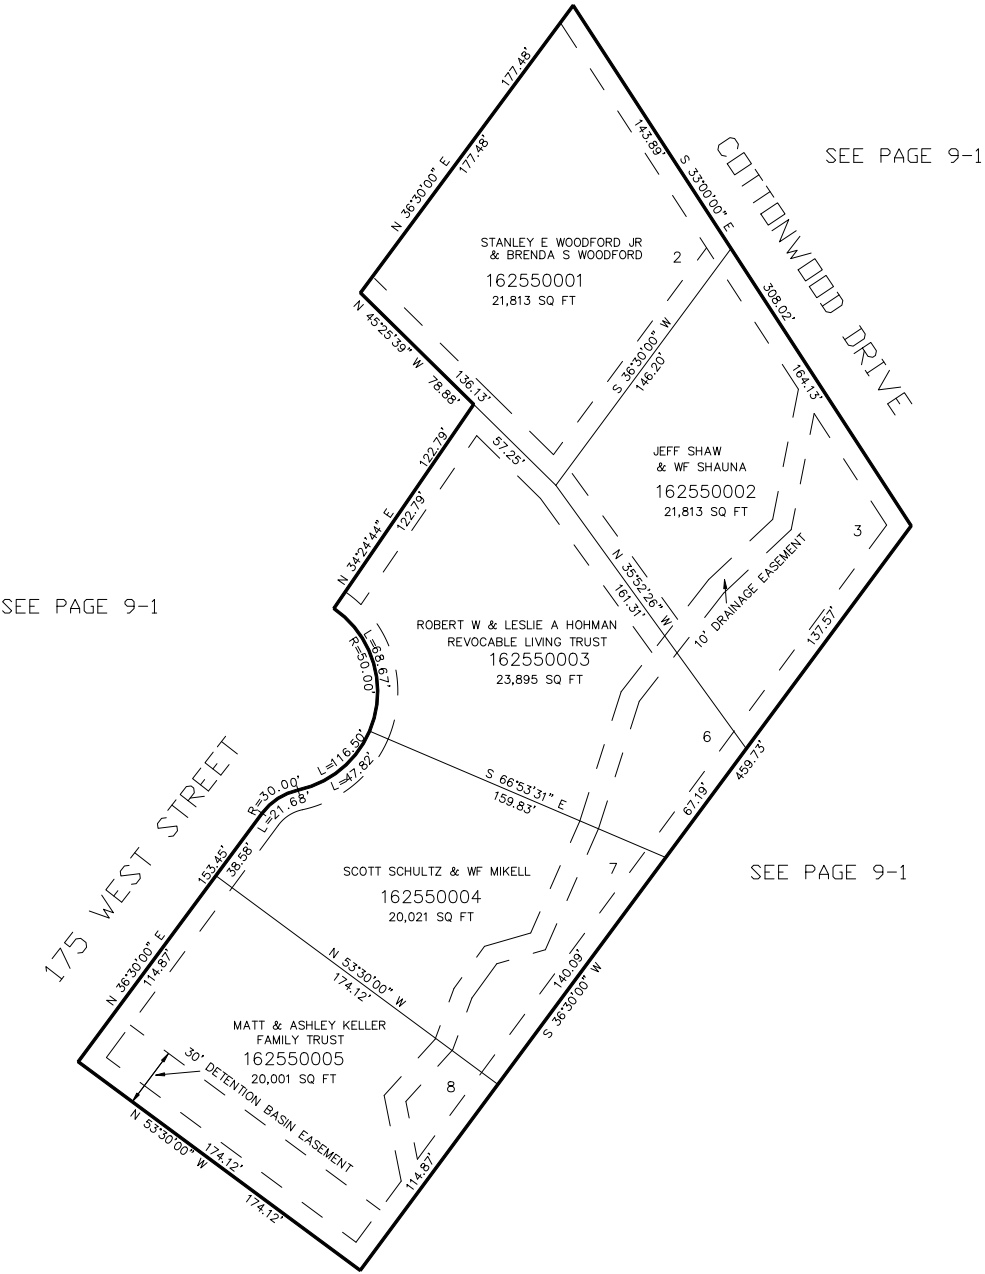 177.48'
N 36°30'00" E
177.48'
143.89'
S 33°00'00" E
COTTONWOOD DRIVE
SEE PAGE 9-1
STANLEY E WOODFORD JR
& BRENDA S WOODFORD
162550001
21,813 SQ FT
2
N 45°25'39" W
78.88'
136.13'
57.25'
S 36°30'00" W
146.20'
308.02'
164.13'
JEFF SHAW
& WF SHAUNA
162550002
21,813 SQ FT
3
10' DRAINAGE EASEMENT
137.57'
122.79'
N 34°24'44" E
122.79'
N 35°52'26" W
161.31'
SEE PAGE 9-1
ROBERT W & LESLIE A HOHMAN
REVOCABLE LIVING TRUST
162550003
23,895 SQ FT
6
L=68.67'
R=50.00'
L=116.50'
L=47.82'
R=30.00'
L=21.68'
S 66°53'31" E
159.83'
459.73'
67.19'
175 WEST STREET
153.45'
38.58'
SCOTT SCHULTZ & WF MIKELL
162550004
20,021 SQ FT
7
SEE PAGE 9-1
N 36°30'00" E
114.87'
N 53°30'00" W
174.12'
140.09'
S 36°30'00" W
MATT & ASHLEY KELLER
FAMILY TRUST
162550005
20,001 SQ FT
8
30' DETENTION BASIN EASEMENT
N 53°30'00" W
174.12'
174.12'
114.87'